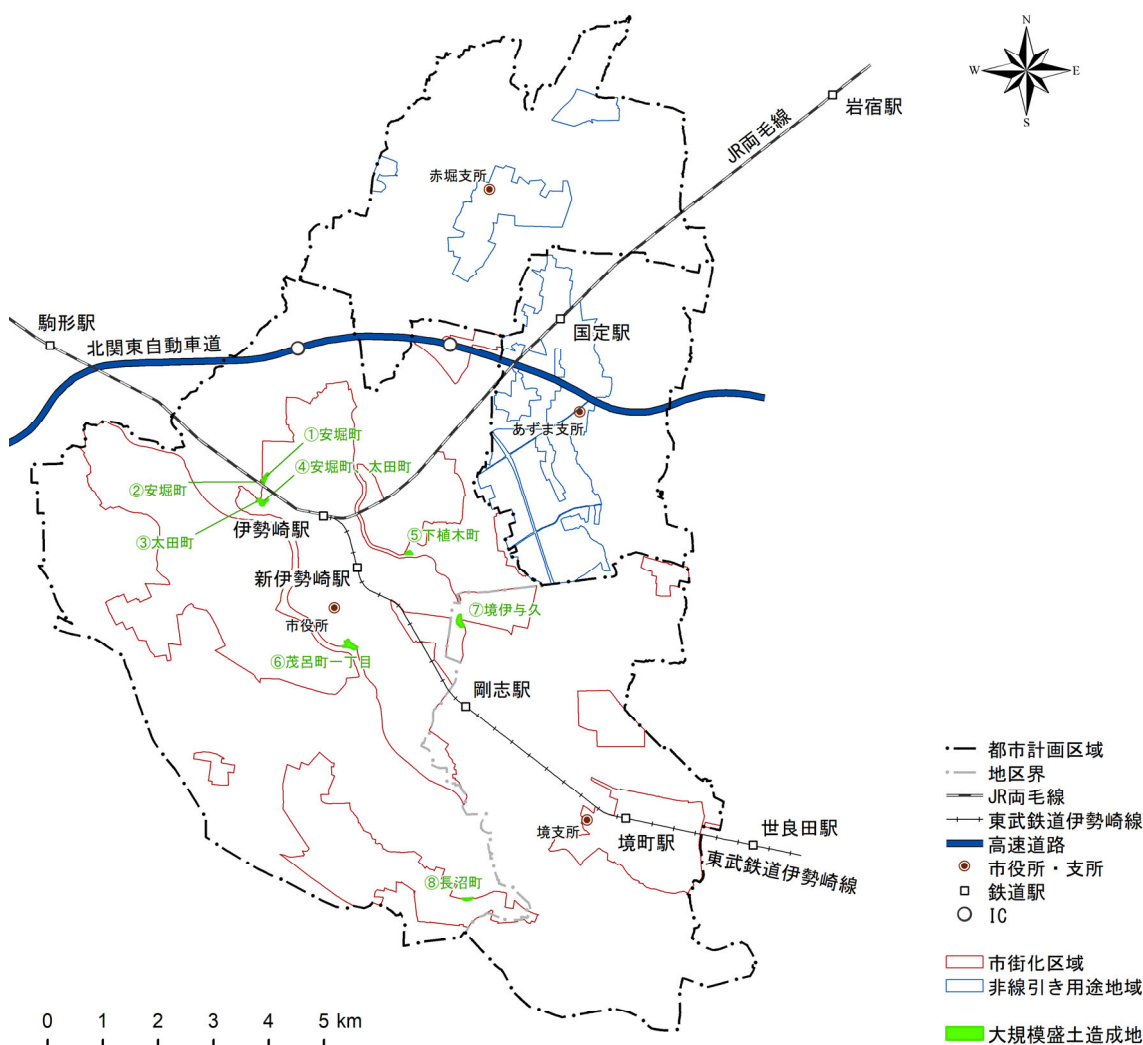 N
W
E
S
岩宿駅
JR両毛線
赤堀支所
駒形駅
国定駅
北関東自動車道
あずま支所
①安堀町
④安堀町、太田町
②安堀町
③太田町
伊勢崎駅
⑤下植木町
新伊勢崎駅
⑦境伊与久
市役所
⑥茂呂町一丁目
剛志駅
境支所
境町駅
世良田駅
東武鉄道伊勢崎線
⑧長沼町
都市計画区域
地区界
JR両毛線
東武鉄道伊勢崎線
高速道路
市役所・支所
鉄道駅
IC
市街化区域
非線引き用途地域
大規模盛土造成地
0 1 2 3 4 5 km